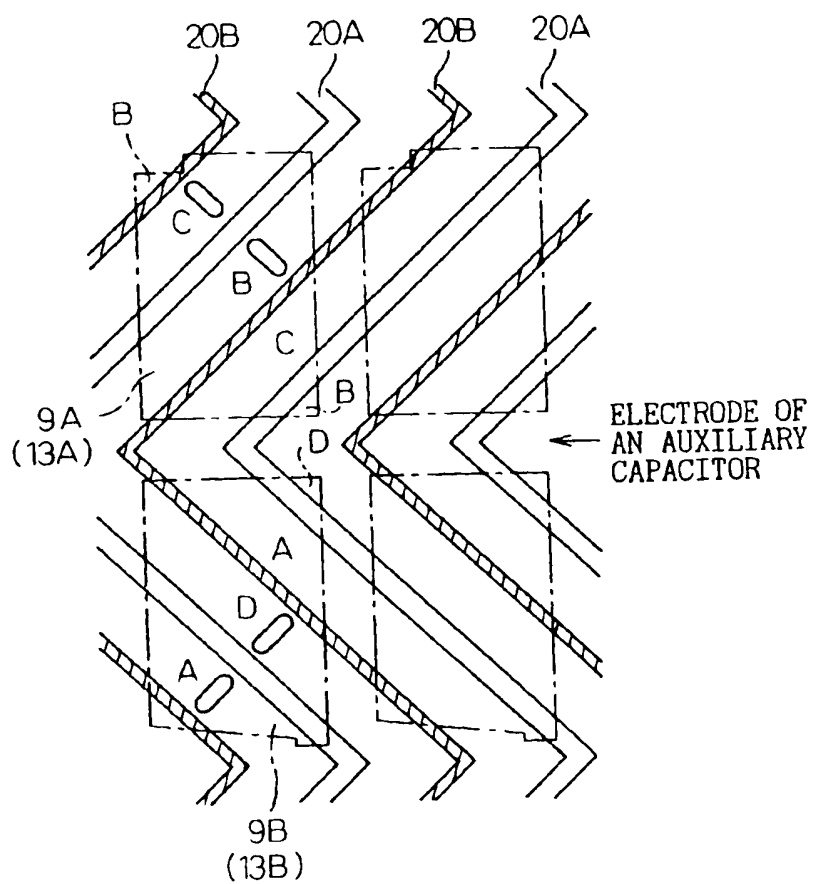 20B
20A
20B
20A
B
C
B
C
B
9A
(13A)
D
ELECTRODE OF
AN AUXILIARY
CAPACITOR
A
D
A
9B
(13B)